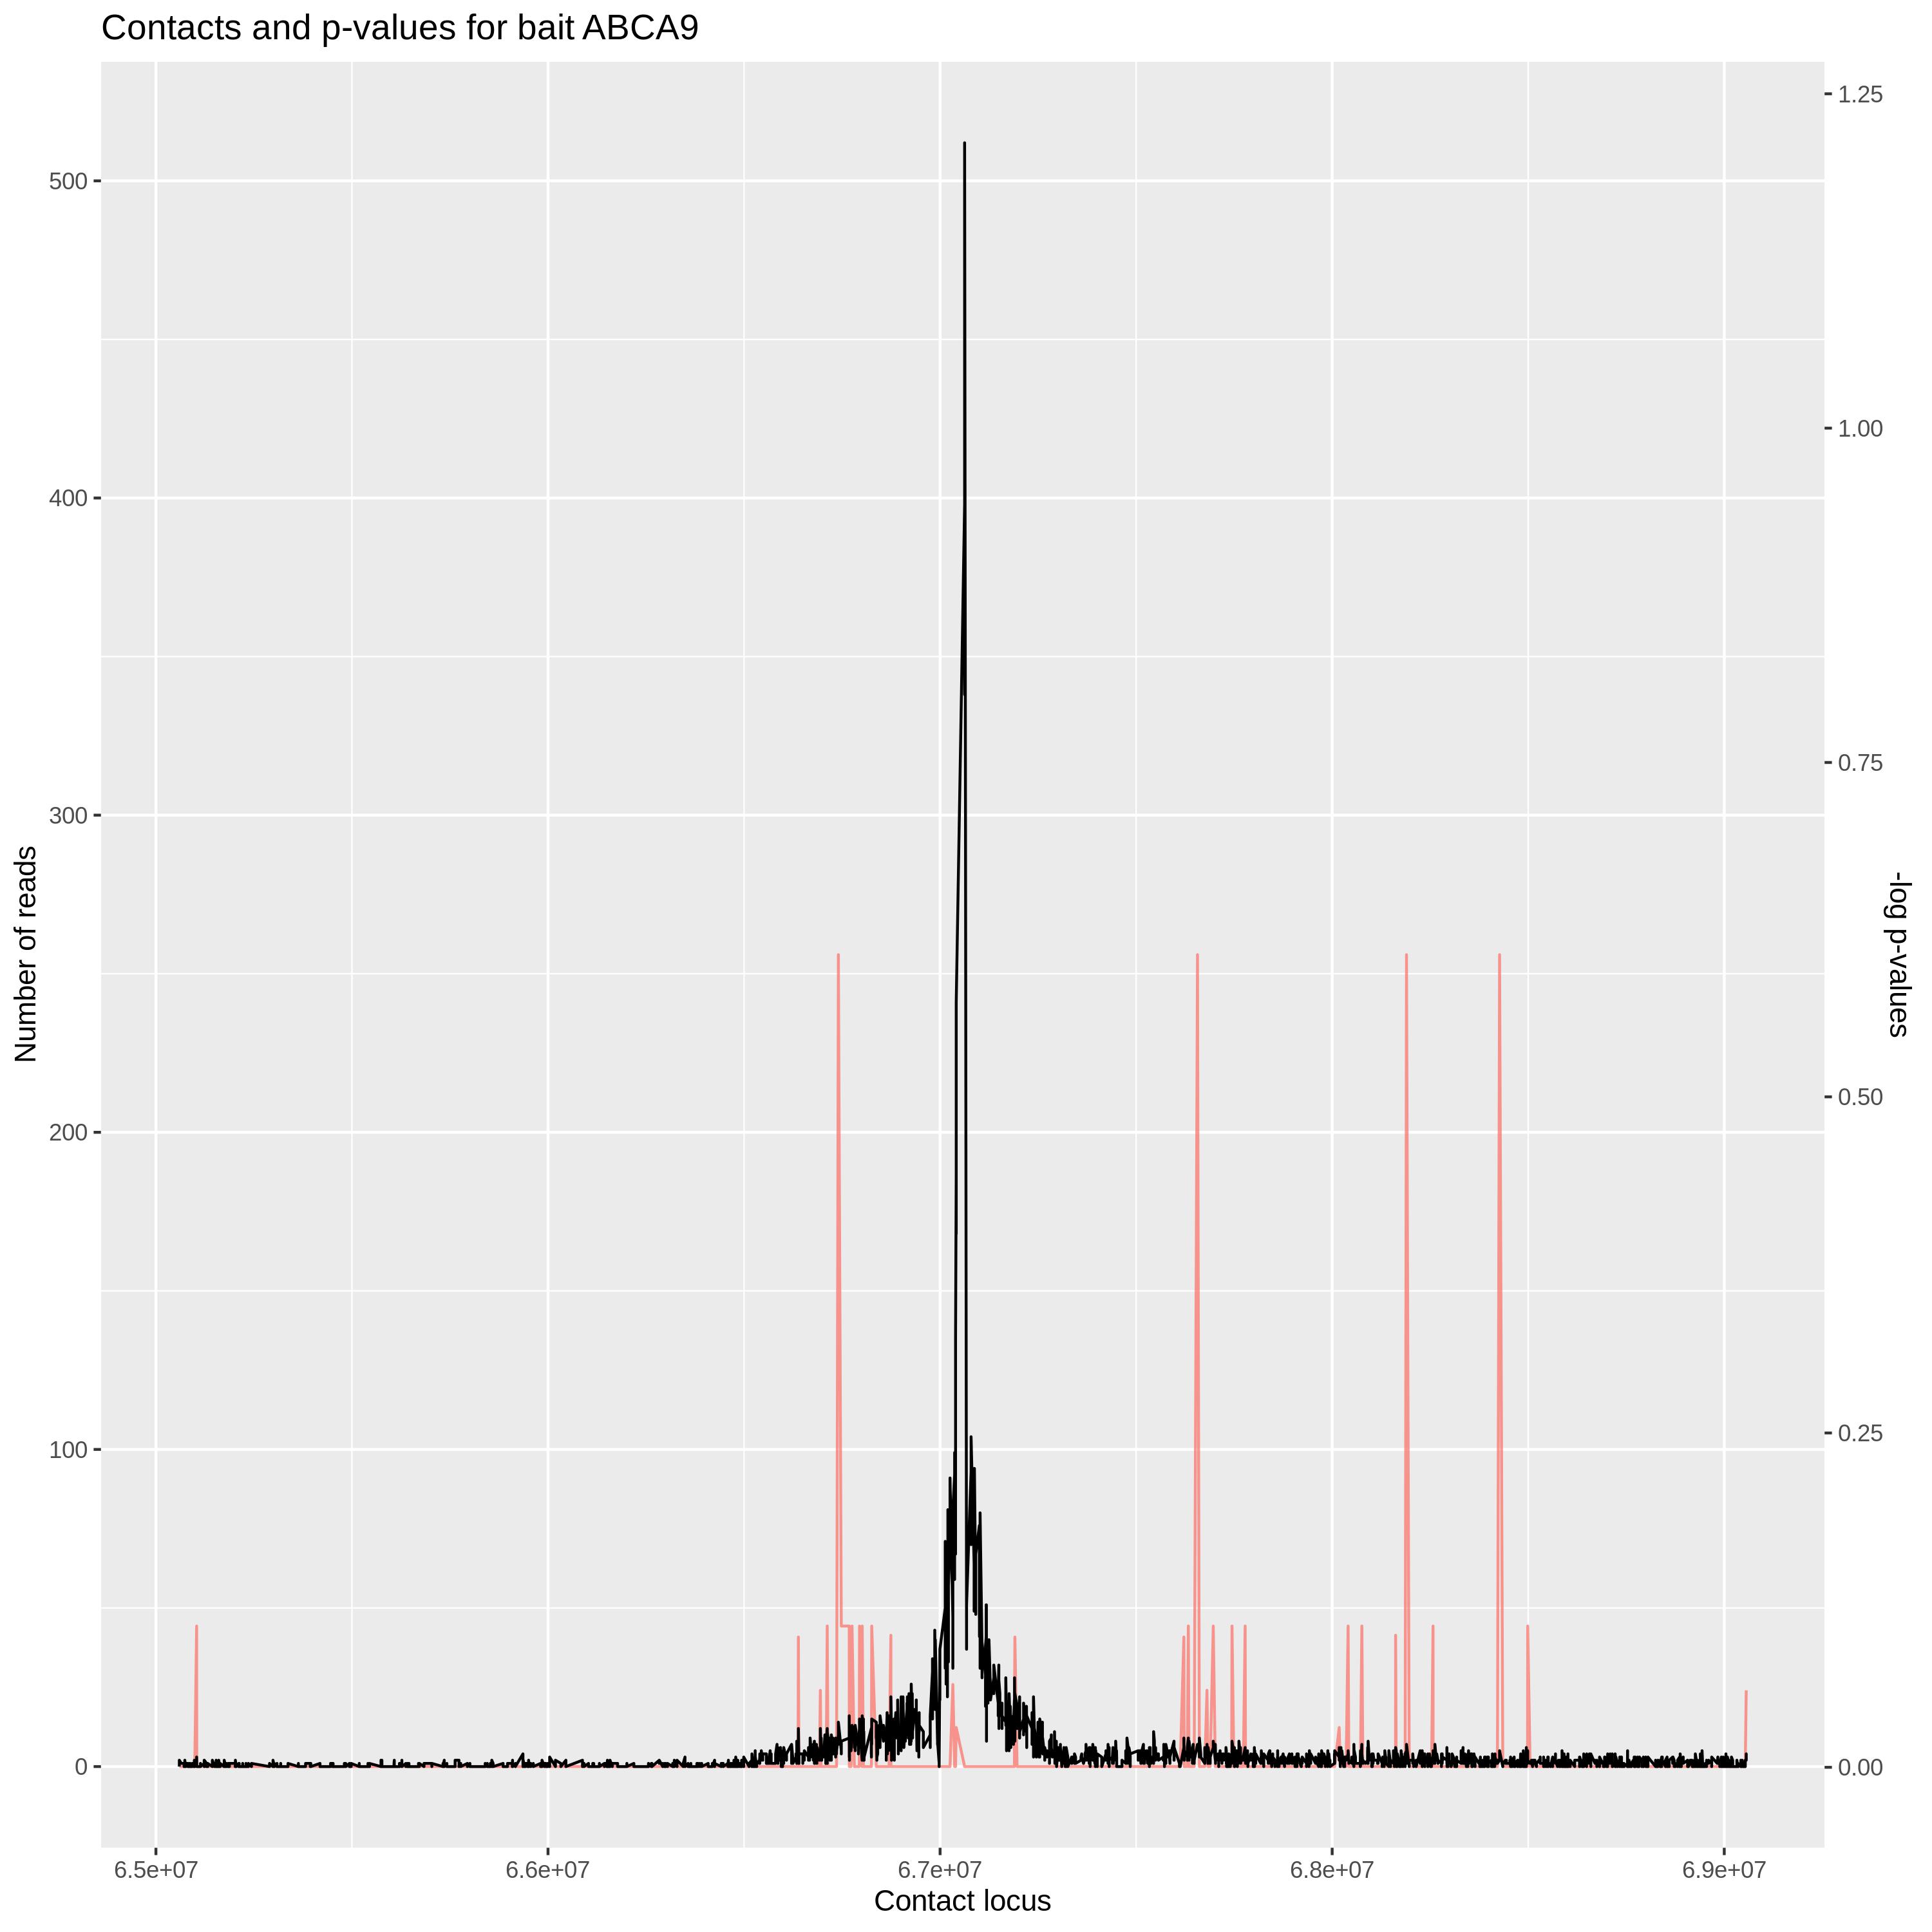 Contacts and p-values for bait ABCA9
1.25
500
1.00
400
0.75
300
Number of reads
-log p-values
0.50
200
0.25
100
0
0.00
6.5e+07 6.6e+07 6.7e+07 6.8e+07 6.9e+07
Contact locus